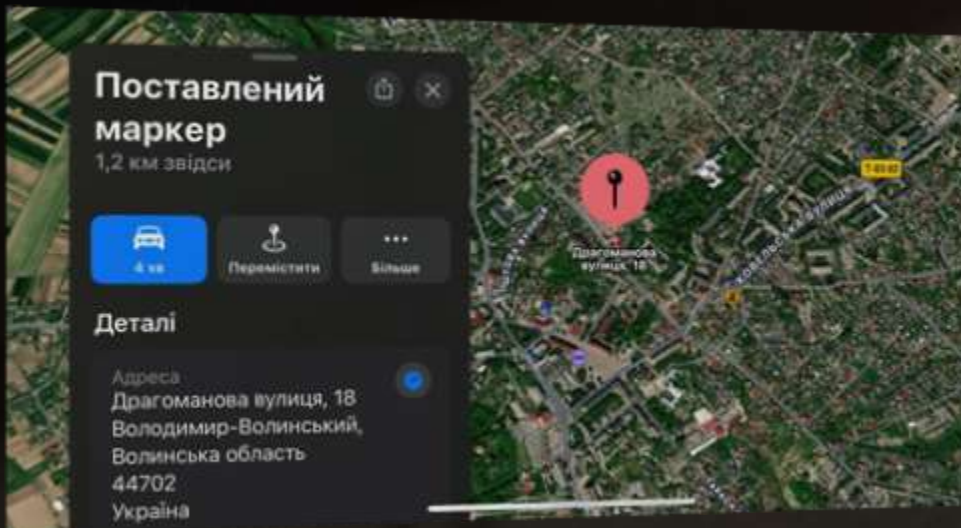 Поставлений
маркер
1,2 км звідси
4 хв
Перемістити
Більше
Деталі
Адреса
Драгоманова вулиця, 18
Володимир-Волинський,
Волинська область
44702
Україна
Драгоманова
вулиця, 18
Ковельська вулиця